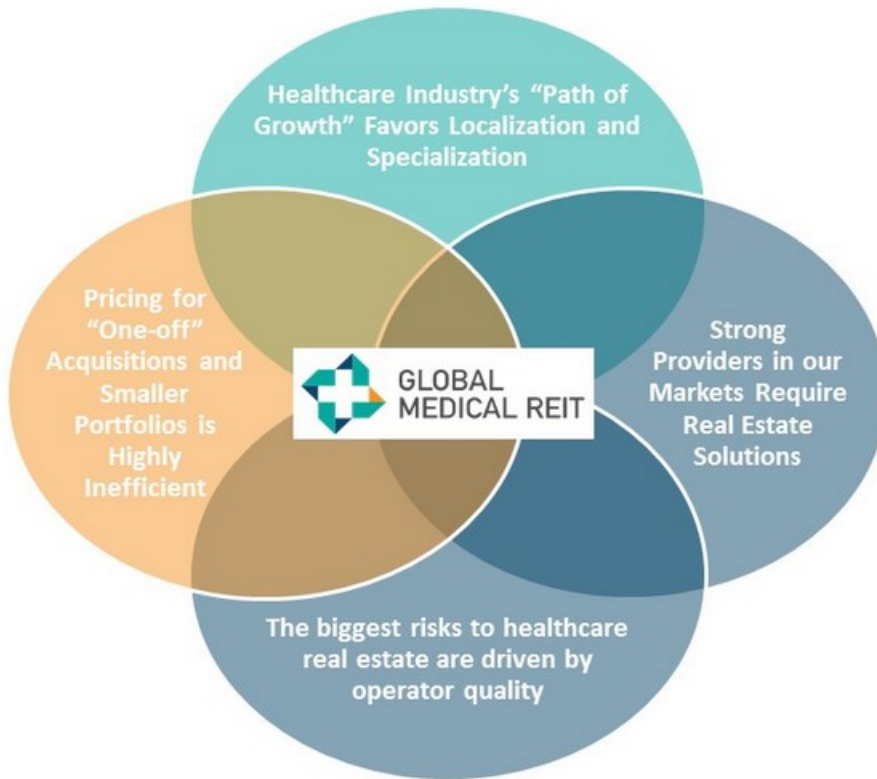 Healthcare Industry's “Path of
Growth” Favors Localization and
Specialization
Pricing for
“One-off”
Acquisitions and
Smaller
Portfolios is
Highly
Inefficient
GLOBAL
MEDICAL REIT
Strong
Providers in our
Markets Require
Real Estate
Solutions
The biggest risks to healthcare
real estate are driven by
operator quality